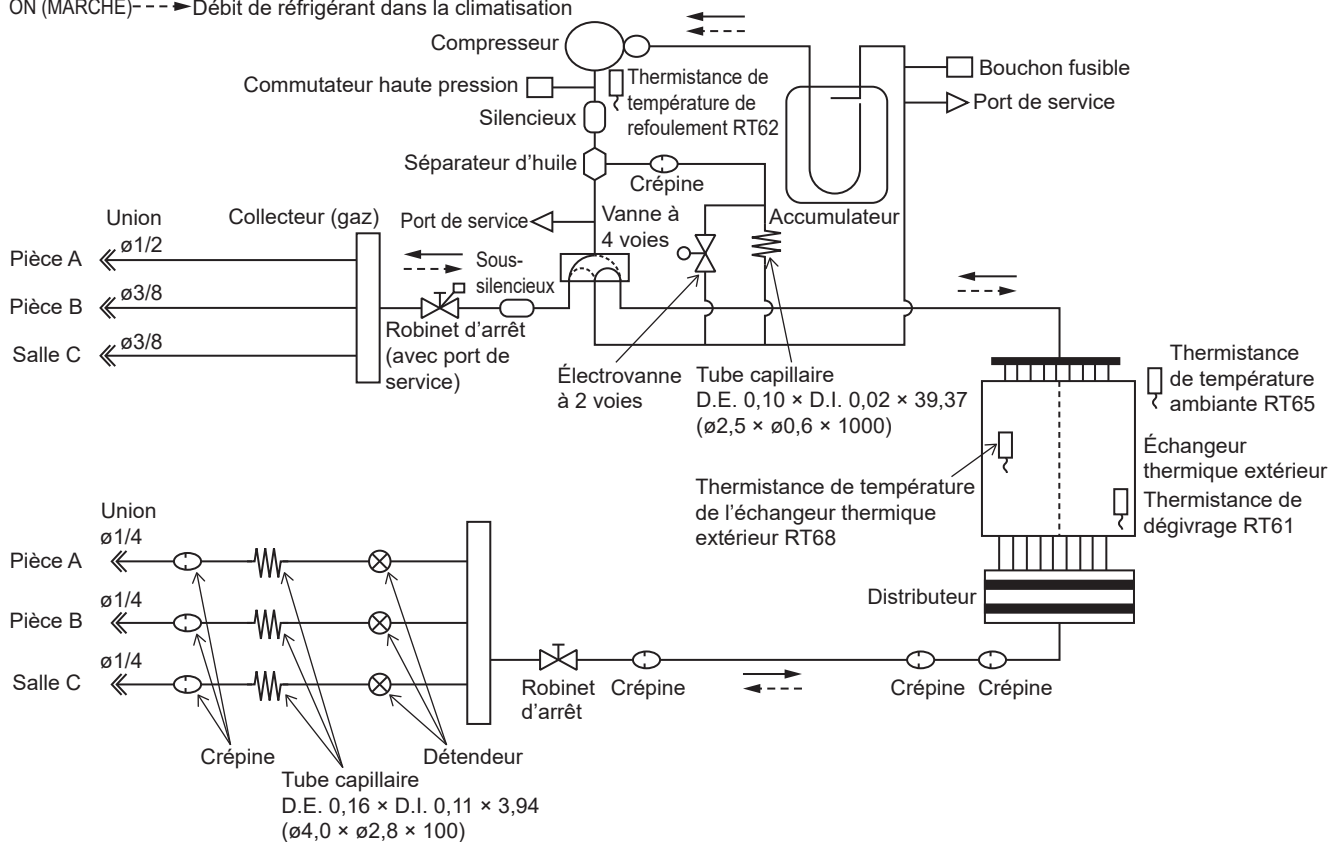 ON (MARCHE) Débit de réfrigérant dans la climatisation
Compresseur
Commutateur haute pression
Thermistance de
température de
refoulement RT62
Silencieux
Bouchon fusible
Port de service
Séparateur d'huile
Crépine
Accumulateur
Union
Collecteur (gaz)
Port de service
Vanne à
4 voies
Pièce A
ø1/2
Pièce B
ø3/8
Salle C
ø3/8
Sous-
silencieux
Robinet d'arrêt
(avec port de
service)
Électrovanne
à 2 voies
Tube capillaire
D.E. 0,10 × D.I. 0,02 × 39,37
(ø2,5 × ø0,6 × 1000)
Thermistance
de température
ambiante RT65
Échangeur
thermique extérieur
Thermistance de
dégivrage RT61
Thermistance de température
de l'échangeur thermique
extérieur RT68
Distributeur
Union
ø1/4
Pièce A
ø1/4
Pièce B
ø1/4
Salle C
Robinet
d'arrêt
Crépine
Crépine
Crépine
Crépine
Détendeur
Tube capillaire
D.E. 0,16 × D.I. 0,11 × 3,94
(ø4,0 × ø2,8 × 100)